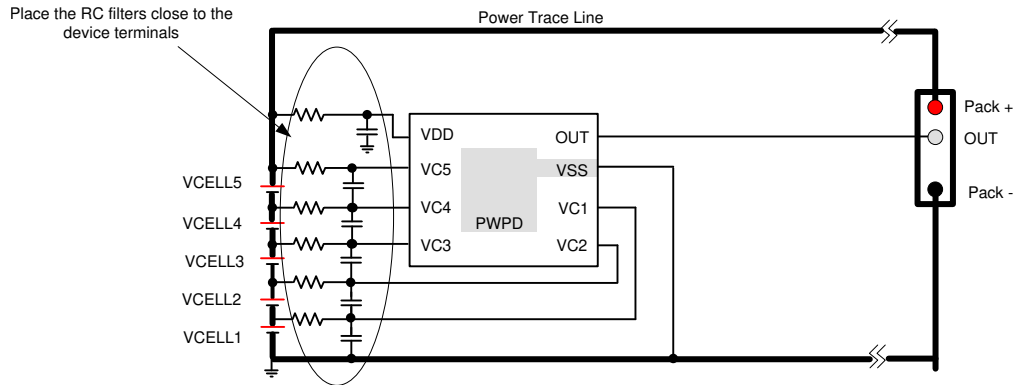 Place the RC filters close to the
device terminals
Power Trace Line
Pack +
OUT
Pack -
VDD
OUT
VC5
VSS
VC4
VC1
PWPD
VC3
VC2
VCELL5
VCELL4
VCELL3
VCELL2
VCELL1